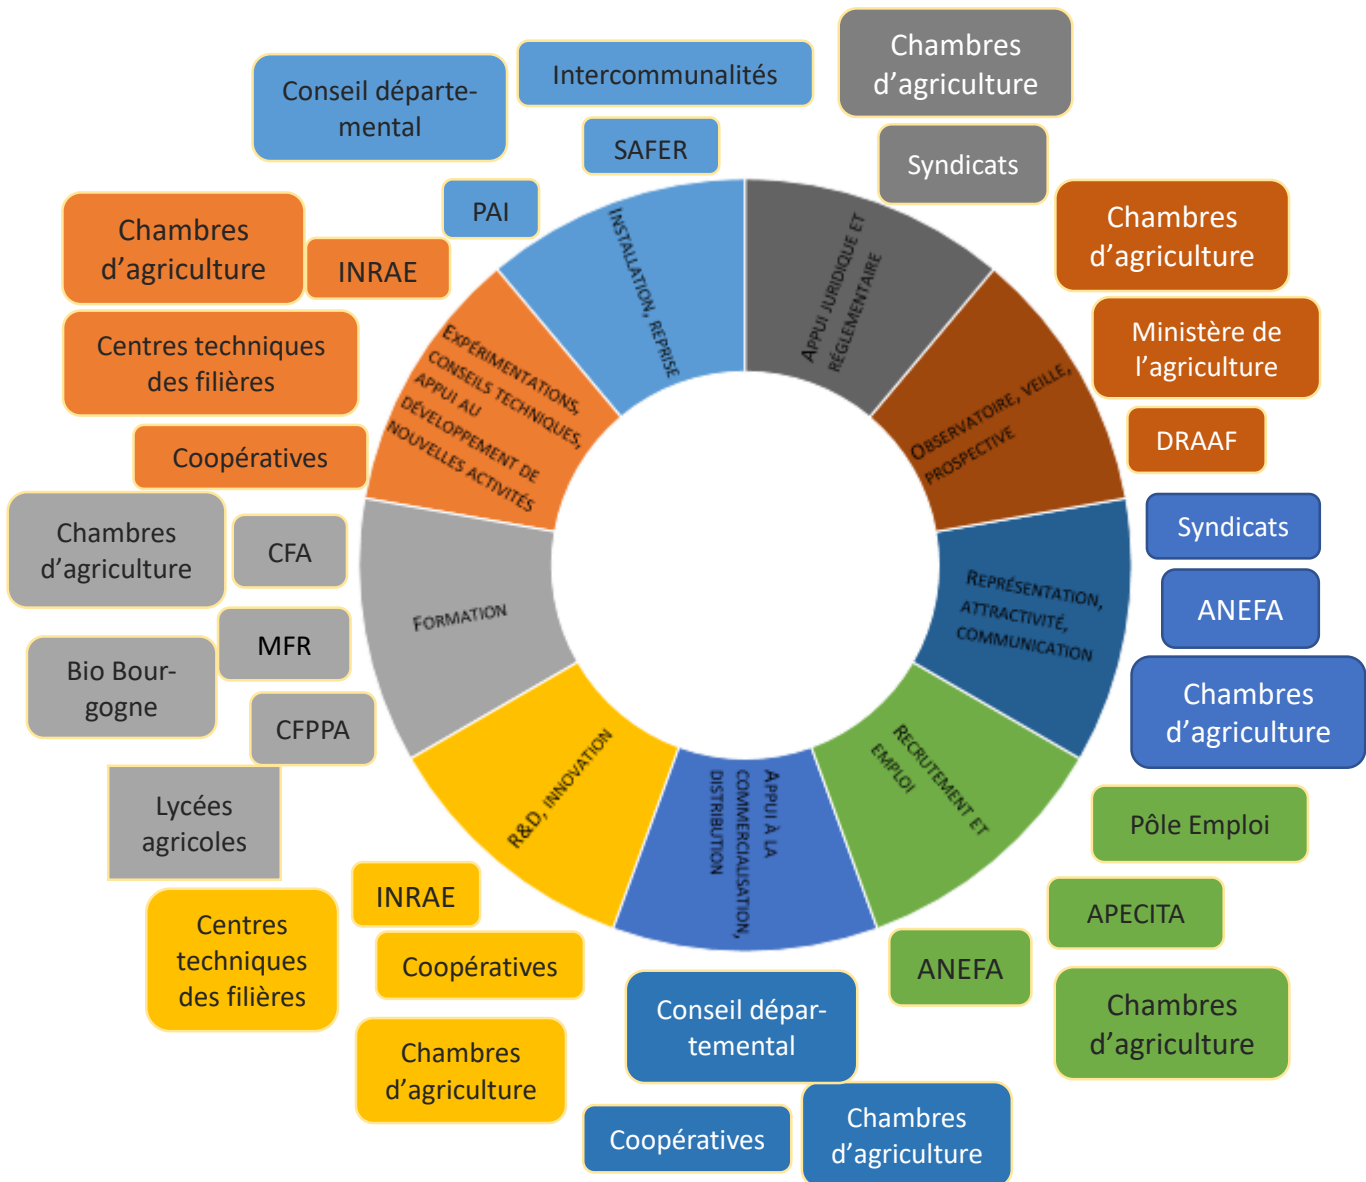 Intercommunalités
Conseil départe-
mental
SAFER
PAI
Chambres
d’agriculture
Syndicats
Chambres
d’agriculture
Ministère de
l’agriculture
DRAAF
Syndicats
ANEFA
Chambres
d’agriculture
Pôle Emploi
APECITA
ANEFA
Chambres
d’agriculture
Conseil dépar-
temental
Coopératives
Chambres
d’agriculture
INRAE
Centres
techniques
des filières
Coopératives
Chambres
d’agriculture
Chambres
d’agriculture
CFA
MFR
Bio Bour-
gogne
CFPPA
Lycées
agricoles
Chambres
d’agriculture
INRAE
Centres techniques
des filières
Coopératives
INSTALLATION, REPRISE
APPUI JURIDIQUE ET
RÉGLEMENTAIRE
OBSERVATOIRE, VEILLE,
PROSPECTIVE
REPRÉSENTATION,
ATTRACTIVITÉ,
COMMUNICATION
RECRUTEMENT ET
EMPLOI
APPUI À LA
COMMERCIALISATION,
DISTRIBUTION
R&D, INNOVATION
FORMATION
EXPÉRIMENTATIONS,
CONSEILS TECHNIQUES,
APPUI AU
DÉVELOPPEMENT DE
NOUVELLES ACTIVITÉS